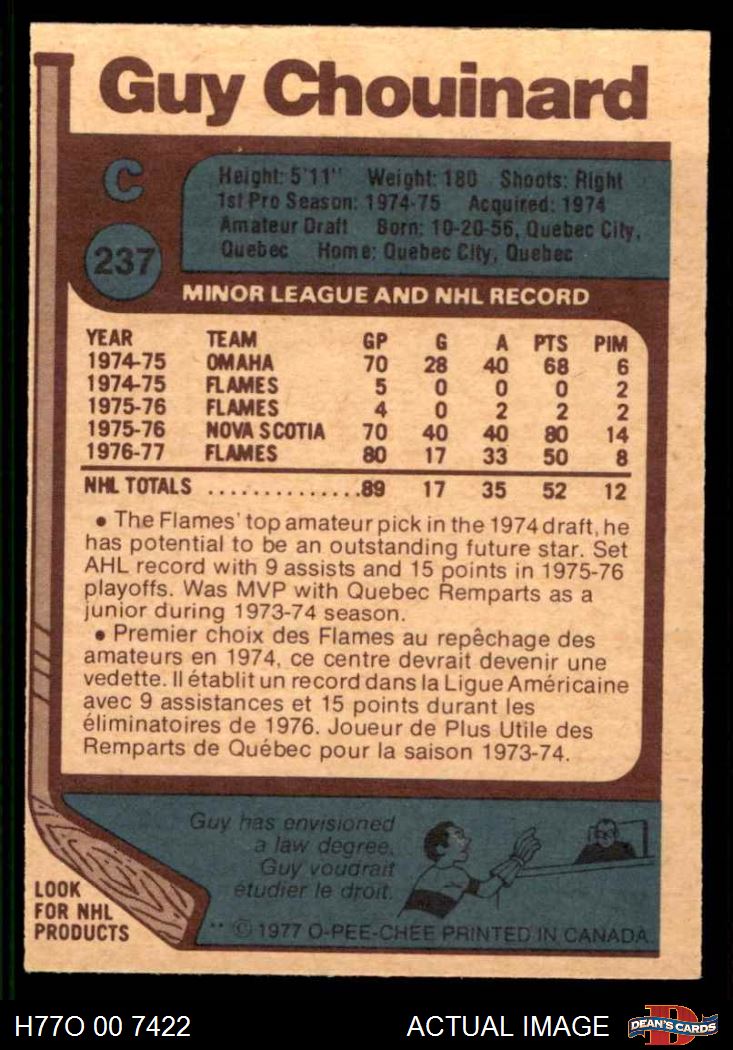 Guy Chouinard
C
237
Height: 5'11" Weight: 180 Shoots: Right
1st Pro Season: 1974-75 Acquired: 1974
Amateur Draft Born: 10-20-56, Quebec City,
Quebec Home: Quebec City, Quebec
MINOR LEAGUE AND NHL RECORD
YEAR TEAM GP G A PTS PIM
1974-75 OMAHA 70 28 40 68 6
1974-75 FLAMES 5 0 0 0 2
1975-76 FLAMES 4 0 2 2 2
1975-76 NOVA SCOTIA 70 40 40 80 14
1976-77 FLAMES 80 17 33 50 8
NHL TOTALS ..............89 17 35 52 12
• The Flames' top amateur pick in the 1974 draft, he
has potential to be an outstanding future star. Set
AHL record with 9 assists and 15 points in 1975-76
playoffs. Was MVP with Quebec Remparts as a
junior during 1973-74 season.
• Premier choix des Flames au repêchage des
amateurs en 1974, ce centre devrait devenir une
vedette. Il établit un record dans la Ligue Américaine
avec 9 assistances et 15 points durant les
éliminatoires de 1976. Joueur de Plus Utile des
Remparts de Québec pour la saison 1973-74.
Guy has envisioned
a law degree.
Guy voudrait
étudier le droit.
LOOK
FOR NHL
PRODUCTS
** © 1977 O-PEE-CHEE PRINTED IN CANADA
H77O 00 7422 ACTUAL IMAGE
D
DEAN'S CARDS